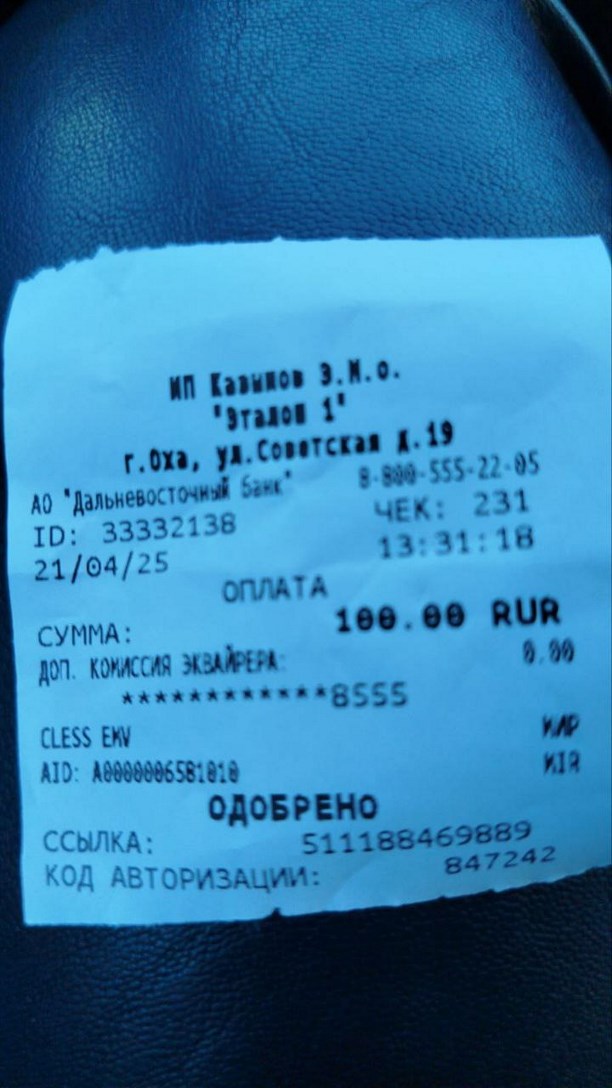 ИП Э.М.о.
"Эталон 1"
г.Оха, ул.Советская д.19
АО "Дальневосточный банк" 8-800-555-22-05
ID: 33332138 ЧЕК: 231
21/04/25 13:31:18
ОПЛАТА
СУММА: 100.00 RUR
ДОП. КОМИССИЯ ЭКВАЙРЕРА: 0.00
************8555
CLESS EMV МИР
AID: A0000006581010 MIR
ОДОБРЕНО
ССЫЛКА: 511188469889
КОД АВТОРИЗАЦИИ: 847242